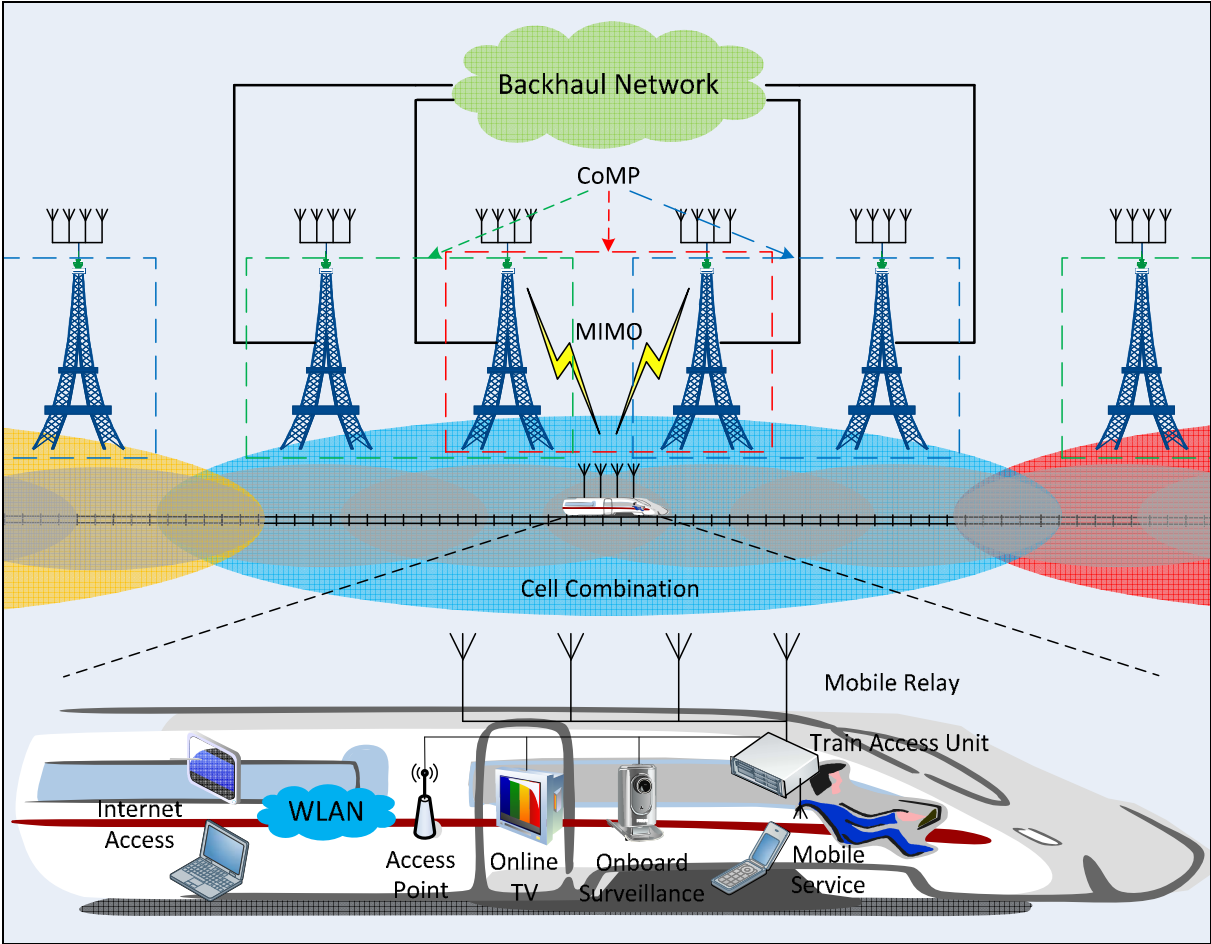 Backhaul Network
CoMP
MIMO
Cell Combination
Mobile Relay
Train Access Unit
Internet
Access
WLAN
Access
Point
Online
TV
Onboard
Surveillance
Mobile
Service